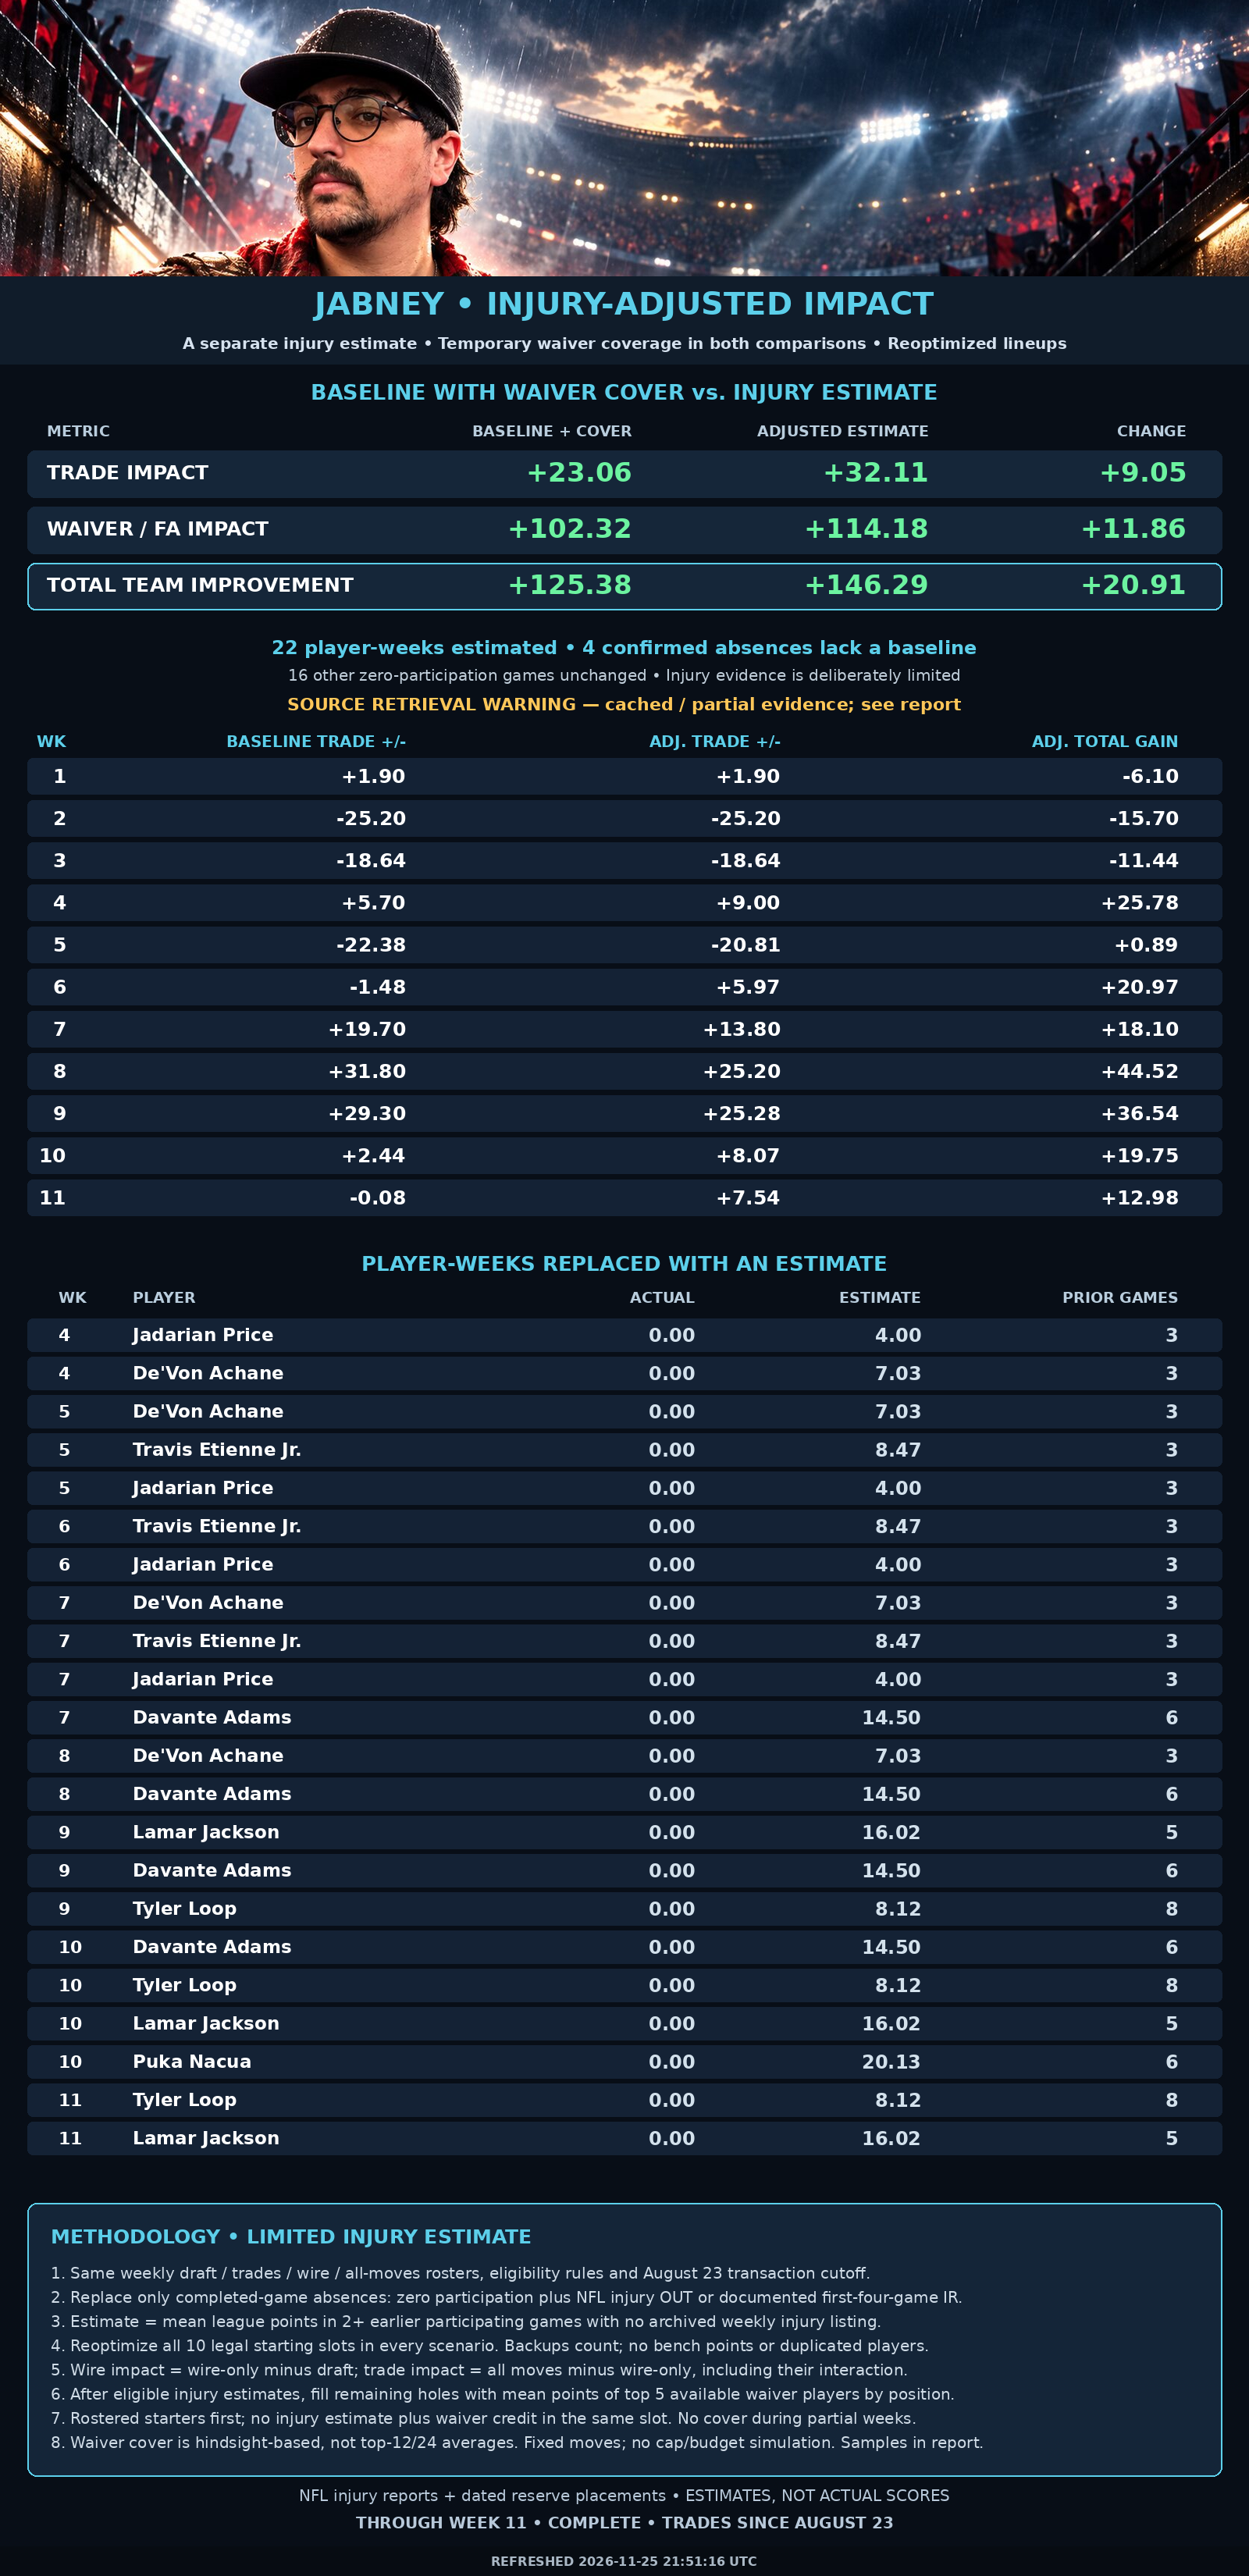 JABNEY • INJURY-ADJUSTED IMPACT
A separate injury estimate • Temporary waiver coverage in both comparisons • Reoptimized lineups
BASELINE WITH WAIVER COVER vs. INJURY ESTIMATE
METRIC BASELINE + COVER ADJUSTED ESTIMATE CHANGE
TRADE IMPACT +23.06 +32.11 +9.05
WAIVER / FA IMPACT +102.32 +114.18 +11.86
TOTAL TEAM IMPROVEMENT +125.38 +146.29 +20.91
22 player-weeks estimated • 4 confirmed absences lack a baseline
16 other zero-participation games unchanged • Injury evidence is deliberately limited
SOURCE RETRIEVAL WARNING — cached / partial evidence; see report
WK BASELINE TRADE +/- ADJ. TRADE +/- ADJ. TOTAL GAIN
1 +1.90 +1.90 -6.10
2 -25.20 -25.20 -15.70
3 -18.64 -18.64 -11.44
4 +5.70 +9.00 +25.78
5 -22.38 -20.81 +0.89
6 -1.48 +5.97 +20.97
7 +19.70 +13.80 +18.10
8 +31.80 +25.20 +44.52
9 +29.30 +25.28 +36.54
10 +2.44 +8.07 +19.75
11 -0.08 +7.54 +12.98
PLAYER-WEEKS REPLACED WITH AN ESTIMATE
WK PLAYER ACTUAL ESTIMATE PRIOR GAMES
4 Jadarian Price 0.00 4.00 3
4 De'Von Achane 0.00 7.03 3
5 De'Von Achane 0.00 7.03 3
5 Travis Etienne Jr. 0.00 8.47 3
5 Jadarian Price 0.00 4.00 3
6 Travis Etienne Jr. 0.00 8.47 3
6 Jadarian Price 0.00 4.00 3
7 De'Von Achane 0.00 7.03 3
7 Travis Etienne Jr. 0.00 8.47 3
7 Jadarian Price 0.00 4.00 3
7 Davante Adams 0.00 14.50 6
8 De'Von Achane 0.00 7.03 3
8 Davante Adams 0.00 14.50 6
9 Lamar Jackson 0.00 16.02 5
9 Davante Adams 0.00 14.50 6
9 Tyler Loop 0.00 8.12 8
10 Davante Adams 0.00 14.50 6
10 Tyler Loop 0.00 8.12 8
10 Lamar Jackson 0.00 16.02 5
10 Puka Nacua 0.00 20.13 6
11 Tyler Loop 0.00 8.12 8
11 Lamar Jackson 0.00 16.02 5
METHODOLOGY • LIMITED INJURY ESTIMATE
1. Same weekly draft / trades / wire / all-moves rosters, eligibility rules and August 23 transaction cutoff.
2. Replace only completed-game absences: zero participation plus NFL injury OUT or documented first-four-game IR.
3. Estimate = mean league points in 2+ earlier participating games with no archived weekly injury listing.
4. Reoptimize all 10 legal starting slots in every scenario. Backups count; no bench points or duplicated players.
5. Wire impact = wire-only minus draft; trade impact = all moves minus wire-only, including their interaction.
6. After eligible injury estimates, fill remaining holes with mean points of top 5 available waiver players by position.
7. Rostered starters first; no injury estimate plus waiver credit in the same slot. No cover during partial weeks.
8. Waiver cover is hindsight-based, not top-12/24 averages. Fixed moves; no cap/budget simulation. Samples in report.
NFL injury reports + dated reserve placements • ESTIMATES, NOT ACTUAL SCORES
THROUGH WEEK 11 • COMPLETE • TRADES SINCE AUGUST 23
REFRESHED 2026-11-25 21:51:16 UTC